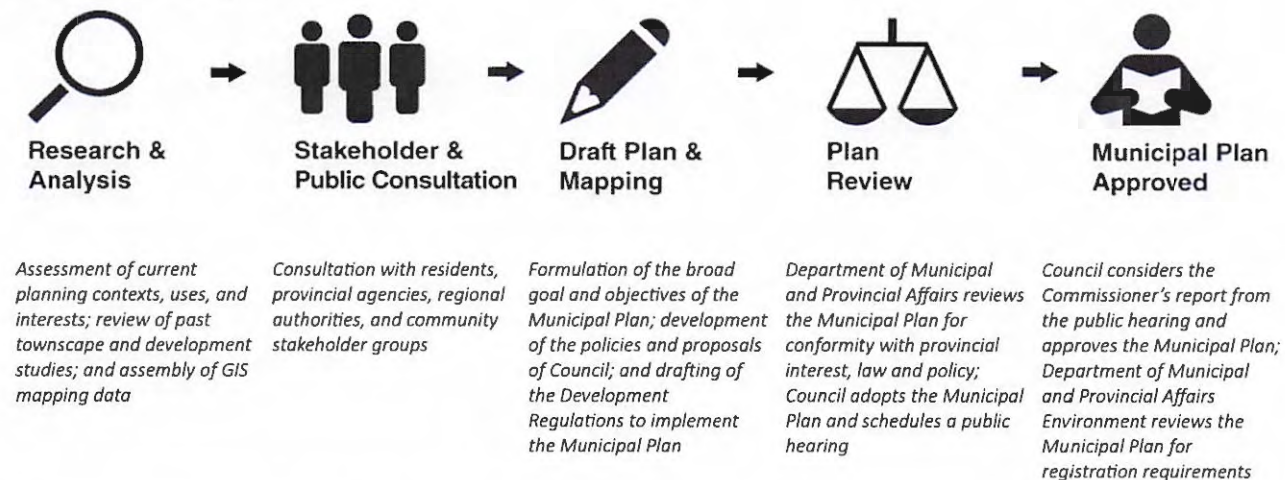 Research &
Analysis
Stakeholder &
Public Consultation
Draft Plan &
Mapping
Plan
Review
Municipal Plan
Approved
Assessment of current
planning contexts, uses, and
interests; review of past
townscape and development
studies; and assembly of GIS
mapping data
Consultation with residents,
provincial agencies, regional
authorities, and community
stakeholder groups
Formulation of the broad
goal and objectives of the
Municipal Plan; development
of the policies and proposals
of Council; and drafting of
the Development
Regulations to implement
the Municipal Plan
Department of Municipal
and Provincial Affairs reviews
the Municipal Plan for
conformity with provincial
interest, law and policy;
Council adopts the Municipal
Plan and schedules a public
hearing
Council considers the
Commissioner's report from
the public hearing and
approves the Municipal Plan;
Department of Municipal
and Provincial Affairs
Environment reviews the
Municipal Plan for
registration requirements